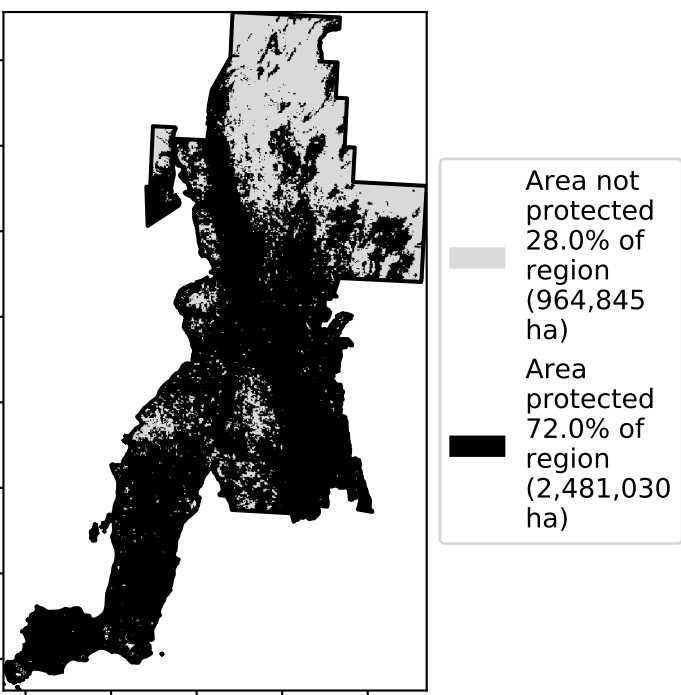 Area not
protected
28.0% of
region
(964,845
ha)
Area
protected
72.0% of
region
(2,481,030
ha)